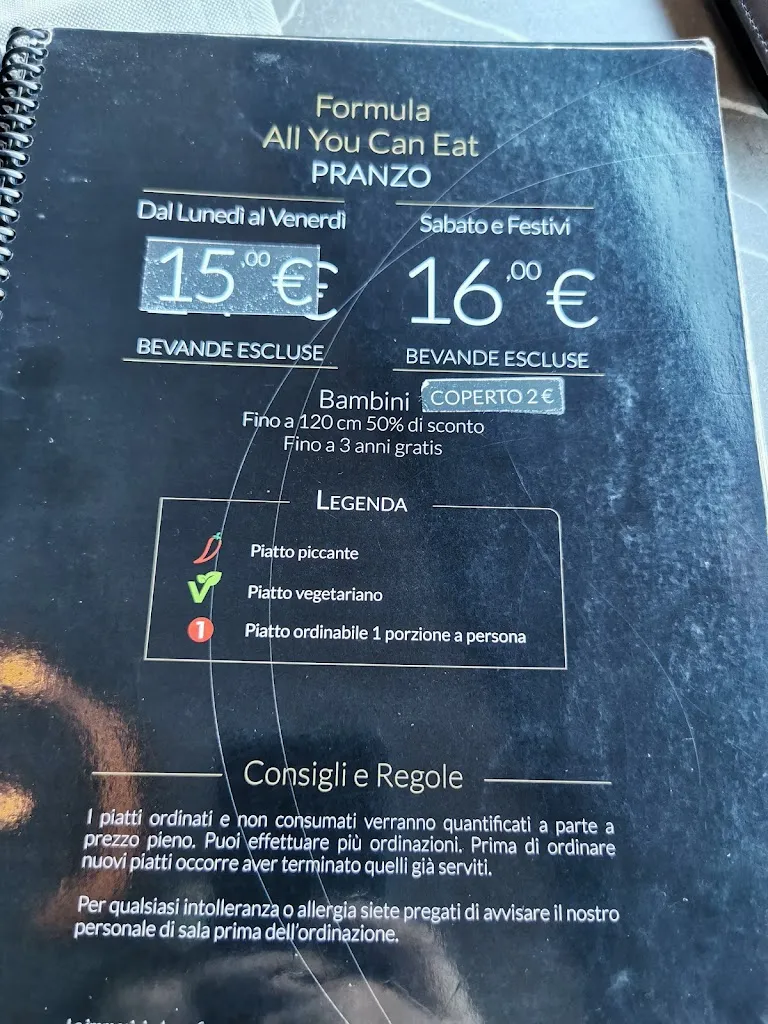 Formula
All You Can Eat
PRANZO
Dal Lunedì al Venerdì
15,00 €
BEVANDE ESCLUSE
Sabato e Festivi
16,00 €
BEVANDE ESCLUSE
Bambini
COPERTO 2 €
Fino a 120 cm 50% di sconto
Fino a 3 anni gratis
LEGENDA
Piatto piccante
V Piatto vegetariano
1 Piatto ordinabile 1 porzione a persona
Consigli e Regole
I piatti ordinati e non consumati verranno quantificati a parte a
prezzo pieno. Puoi effettuare più ordinazioni. Prima di ordinare
nuovi piatti occorre aver terminato quelli già serviti.
Per qualsiasi intolleranza o allergia siete pregati di avvisare il nostro
personale di sala prima dell'ordinazione.